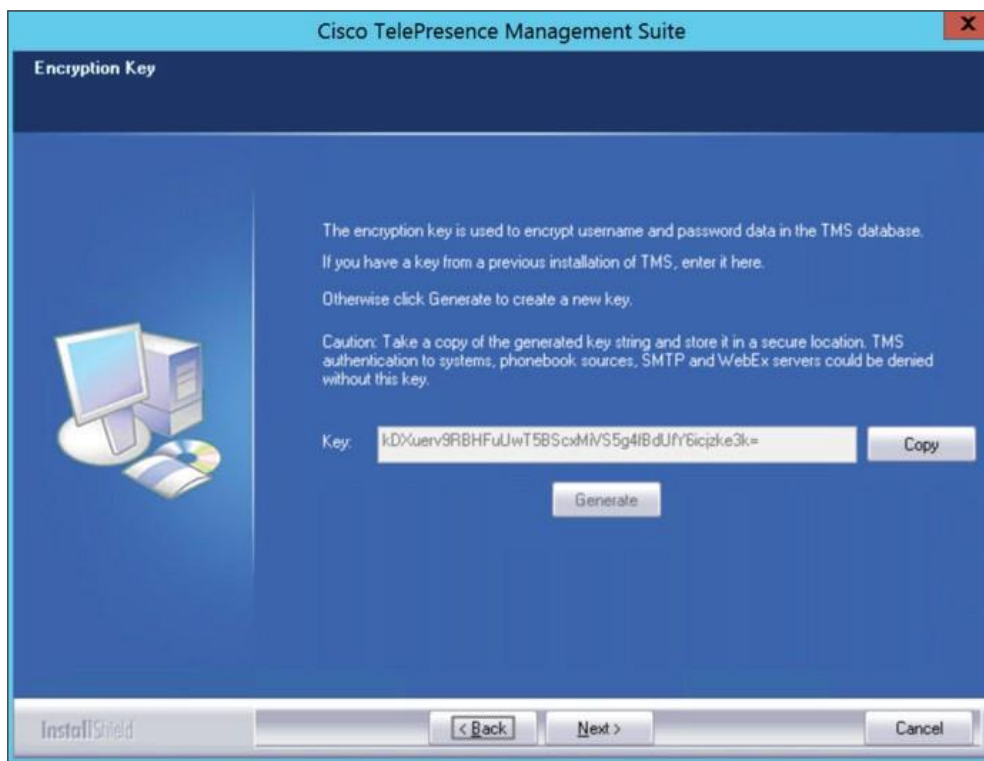 Cisco TelePresence Management Suite
X
Encryption Key
The encryption key is used to encrypt username and password data in the TMS database.
If you have a key from a previous installation of TMS, enter it here.
Otherwise click Generate to create a new key.
Caution: Take a copy of the generated key string and store it in a secure location. TMS
authentication to systems, phonebook sources, SMTP and WebEx servers could be denied
without this key.
Key:
Copy
Generate
InstallShield
< Back
Next >
Cancel